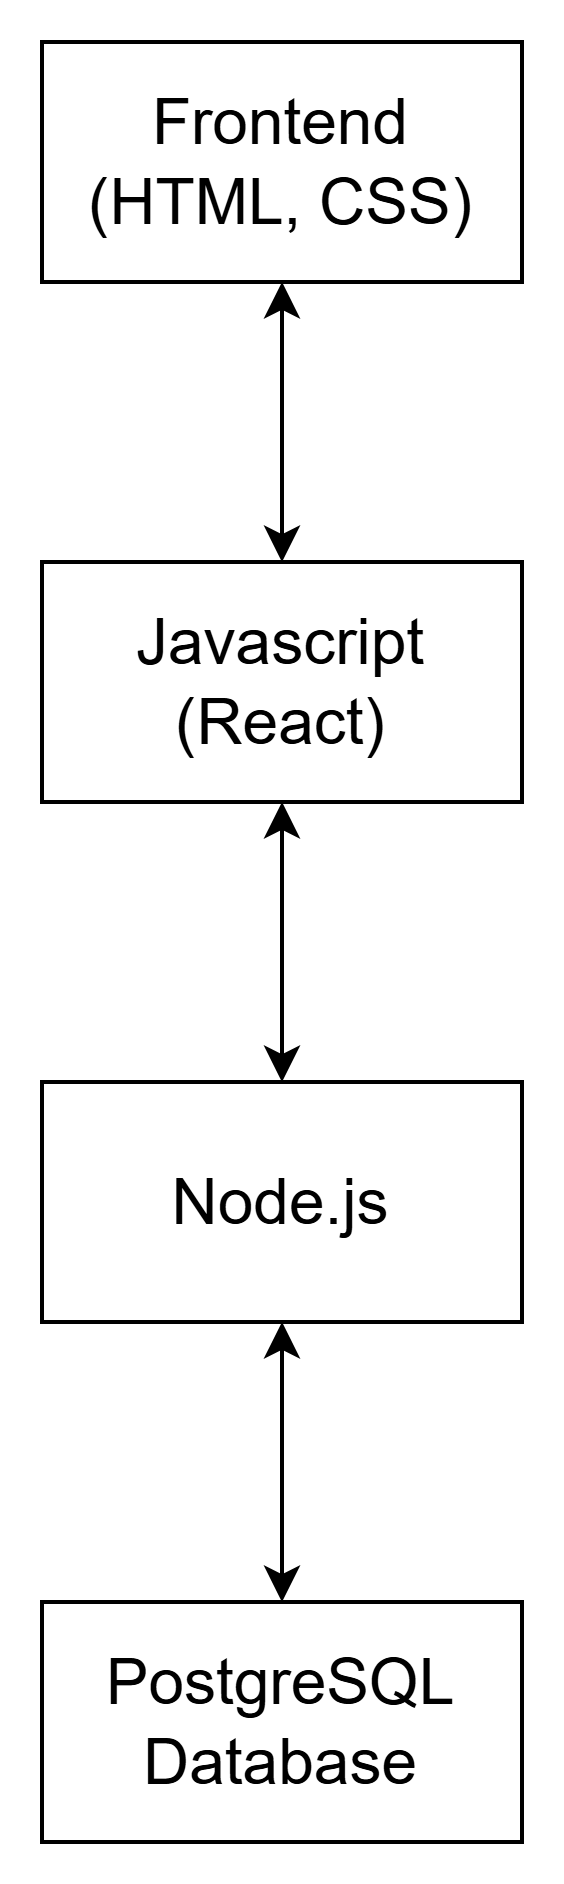 Frontend
(HTML, CSS)
Javascript
(React)
Node.js
PostgreSQL
Database